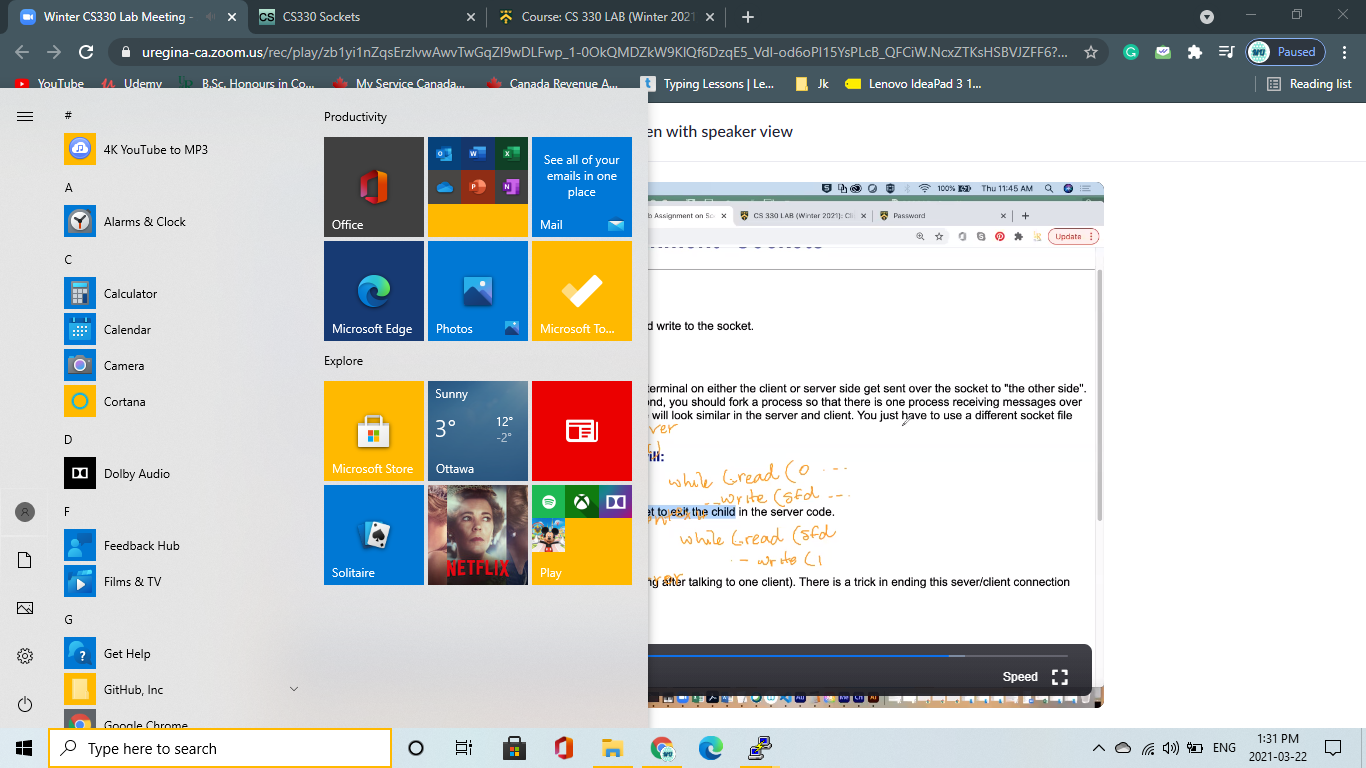 Winter CS330 Lab Meeting -
CS330 Sockets
Course: CS 330 LAB (Winter 2021
uregina-ca.zoom.us/rec/play/zb1yi1nZqsErzlvwAwvTwGqZI9wDLFwp_1-0OkQMDZkW9KlQf6DzqE5_VdI-od6oPI15YsPLcB_QFCiW.NcxZTKsHSBVJZFF6?...
Paused
YouTube
Udemy
B.Sc. Honours in Co...
My Service Canada...
Canada Revenue A...
Typing Lessons | Le...
Jk
Lenovo IdeaPad 3 1...
Reading list
#
4K YouTube to MP3
A
Alarms & Clock
C
Calculator
Calendar
Camera
Cortana
D
Dolby Audio
F
Feedback Hub
Films & TV
G
Get Help
GitHub, Inc
Google Chrome
Productivity
Office
See all of your
emails in one
place
Mail
Microsoft Edge
Photos
Microsoft To...
Explore
Microsoft Store
Sunny
3°
12°
-2°
Ottawa
Solitaire
NETFLIX
Play
en with speaker view
100%
Thu 11:45 AM
b Assignment on So
CS 330 LAB (Winter 2021): Cli
Password
Update
d write to the socket.
terminal on either the client or server side get sent over the socket to "the other side".
ond, you should fork a process so that there is one process receiving messages over
e will look similar in the server and client. You just have to use a different socket file
ver
while (read (0 ---
write (sfd ---
et to exit the child in the server code.
while (read (sfd
-- write (1
ng after talking to one client). There is a trick in ending this sever/client connection
Speed
Type here to search
ENG
1:31 PM
2021-03-22